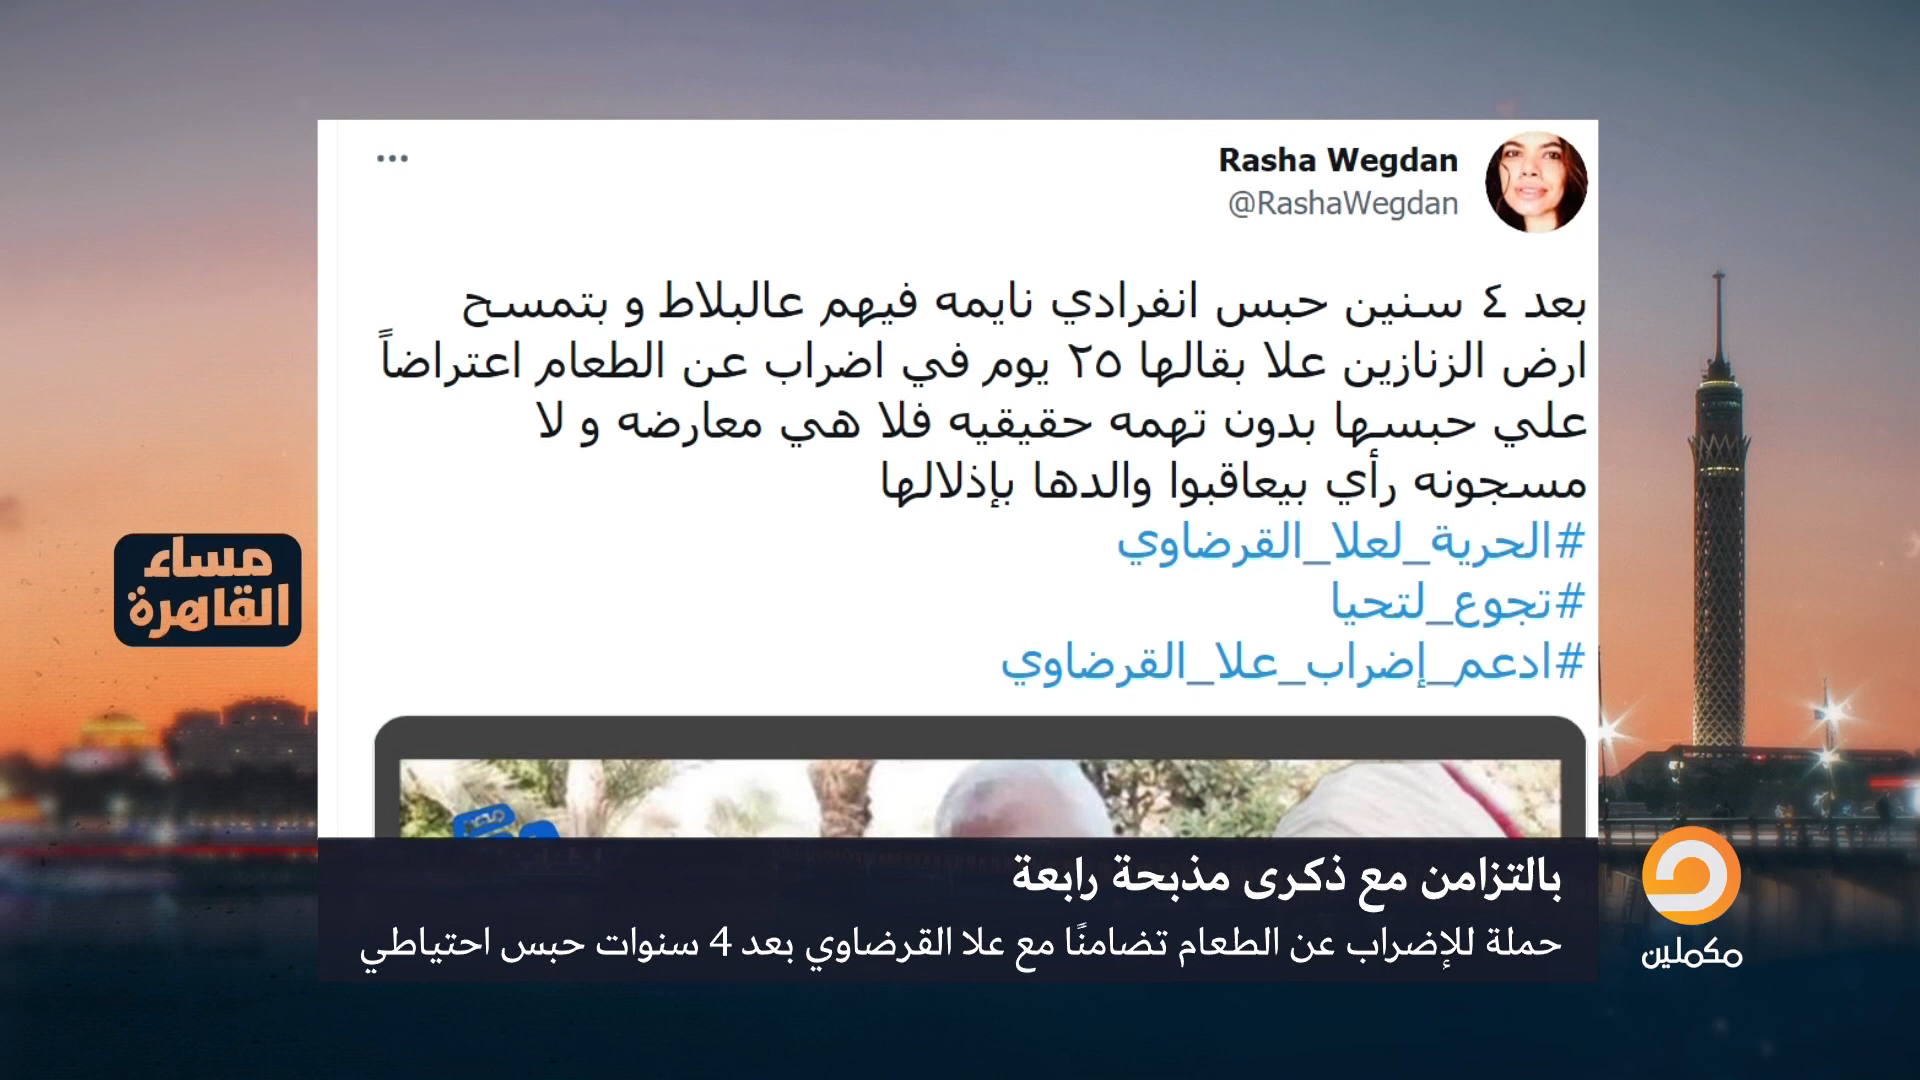 Rasha Wegdan
@RashaWegdan
بعد ٤ سنين حبس انفرادي نايمه فيهم عالبلاط و بتمسح
ارض الزنازين علا بقالها ٢٥ يوم في اضراب عن الطعام اعتراضاً
علي حبسها بدون تهمه حقيقيه فلا هي معارضه و لا
مسجونه رأي بيعاقبوا والدها بإذلالها
#الحرية_لعلا_القرضاوي
#تجوع_لتحيا
#ادعم_إضراب_علا_القرضاوي
مساء
القاهرة
مصر
بالتزامن مع ذكرى مذبحة رابعة
حملة للإضراب عن الطعام تضامنًا مع علا القرضاوي بعد 4 سنوات حبس احتياطي
مكملين